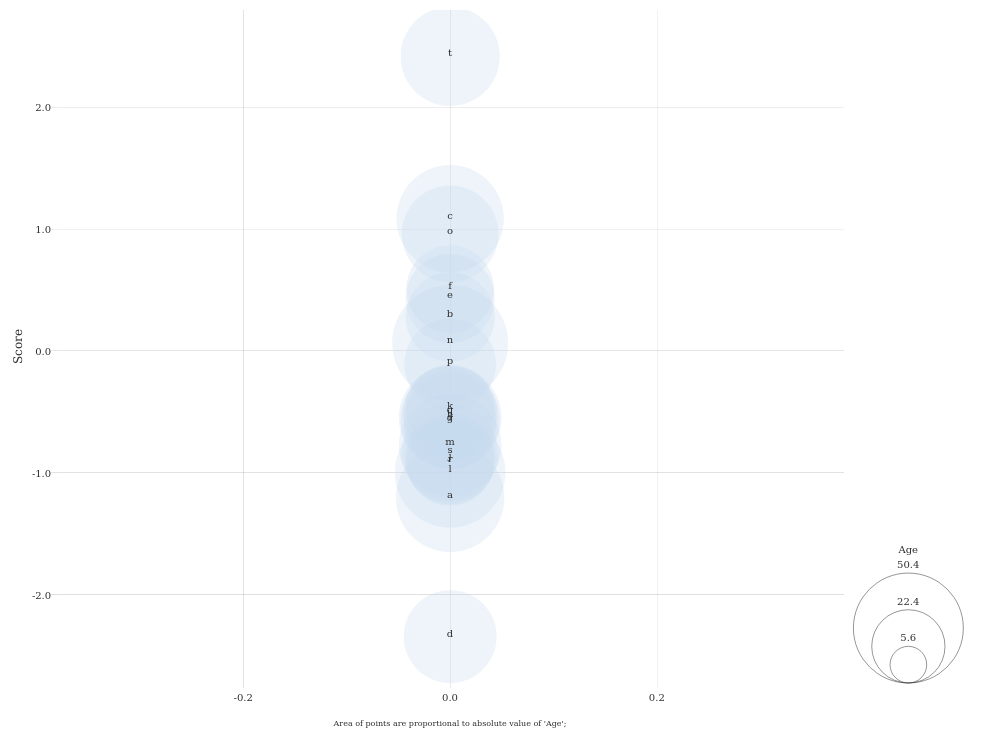 t
2.0
c
1.0
o
f
e
b
Score
n
0.0
p
k
g
m
s
-1.0
l
a
Age
50.4
-2.0
22.4
5.6
d
-0.2
0.0
0.2
Area of points are proportional to absolute value of 'Age';